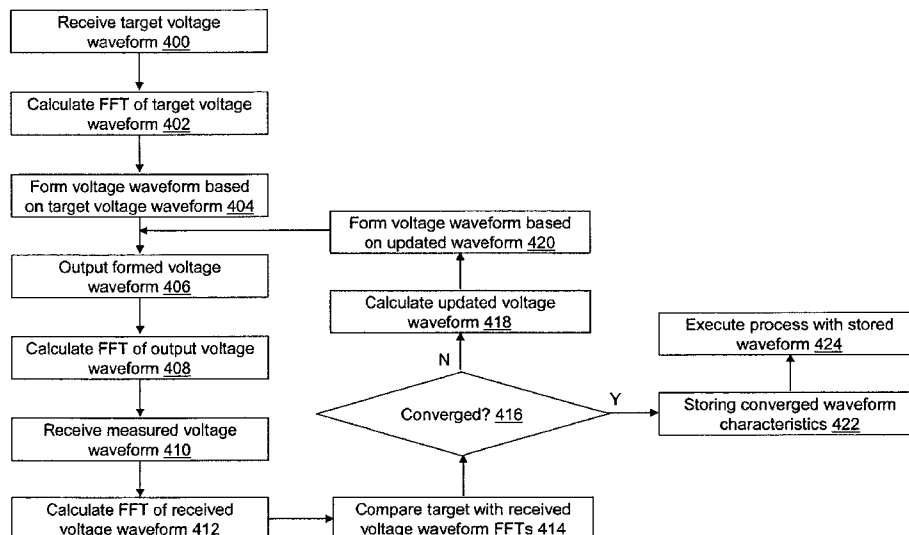 Receive target voltage
waveform 400
Calculate FFT of target voltage
waveform 402
Form voltage waveform based
on target voltage waveform 404
Output formed voltage
waveform 406
Calculate FFT of output voltage
waveform 408
Receive measured voltage
waveform 410
Calculate FFT of received
voltage waveform 412
Compare target with received
voltage waveform FFTs 414
Converged? 416
N
Calculate updated voltage
waveform 418
Form voltage waveform based
on updated waveform 420
Y
Storing converged waveform
characteristics 422
Execute process with stored
waveform 424